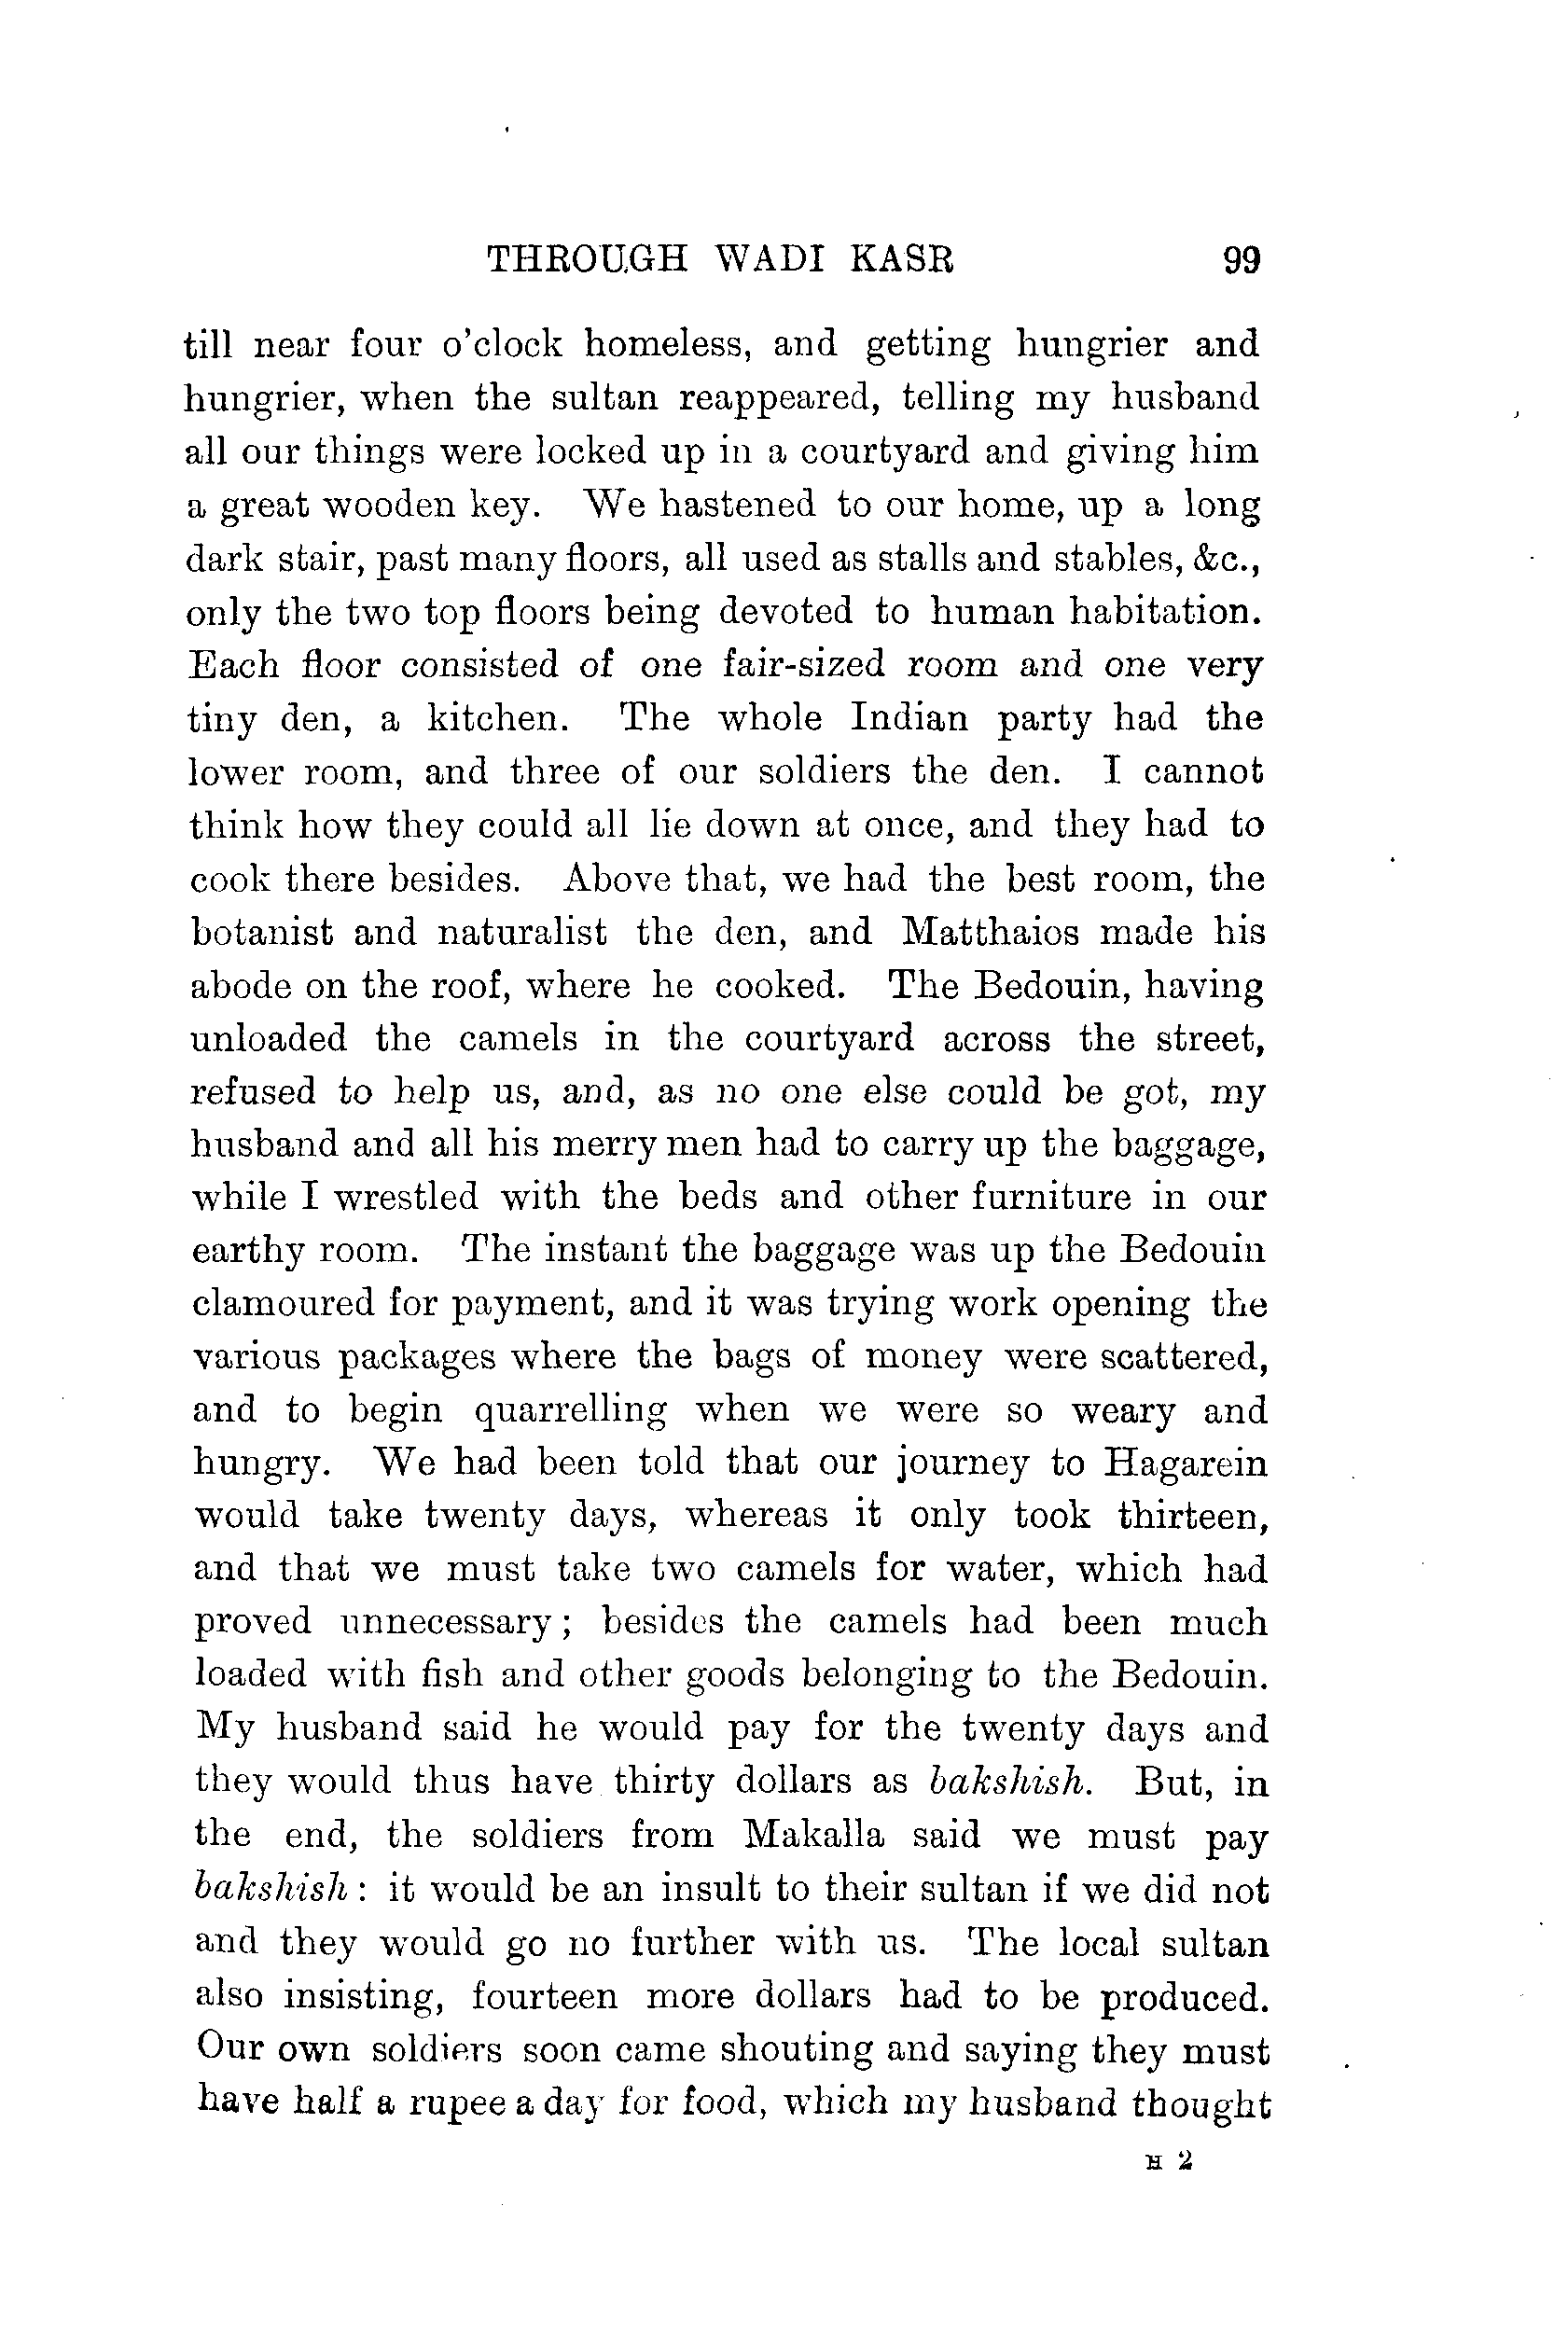 THROUGH WADI KASR 99
till near four o'clock homeless, and getting hungrier and
hungrier, when the sultan reappeared, telling my husband
all our things were locked up in a courtyard and giving him
a great wooden key. We hastened to our home, up a long
dark stair, past many floors, all used as stalls and stables, &c.,
only the two top floors being devoted to human habitation.
Each floor consisted of one fair-sized room and one very
tiny den, a kitchen. The whole Indian party had the
lower room, and three of our soldiers the den. I cannot
think how they could all lie down at once, and they had to
cook there besides. Above that, we had the best room, the
botanist and naturalist the den, and Matthaios made his
abode on the roof, where he cooked. The Bedouin, having
unloaded the camels in the courtyard across the street,
refused to help us, and, as no one else could be got, my
husband and all his merry men had to carry up the baggage,
while I wrestled with the beds and other furniture in our
earthy room. The instant the baggage was up the Bedouin
clamoured for payment, and it was trying work opening the
various packages where the bags of money were scattered,
and to begin quarrelling when we were so weary and
hungry. We had been told that our journey to Hagarein
would take twenty days, whereas it only took thirteen,
and that we must take two camels for water, which had
proved unnecessary; besides the camels had been much
loaded with fish and other goods belonging to the Bedouin.
My husband said he would pay for the twenty days and
they would thus have thirty dollars as bakshish. But, in
the end, the soldiers from Makalla said we must pay
bakshish: it would be an insult to their sultan if we did not
and they would go no further with us. The local sultan
also insisting, fourteen more dollars had to be produced.
Our own soldiers soon came shouting and saying they must
have half a rupee a day for food, which my husband thought
H 2